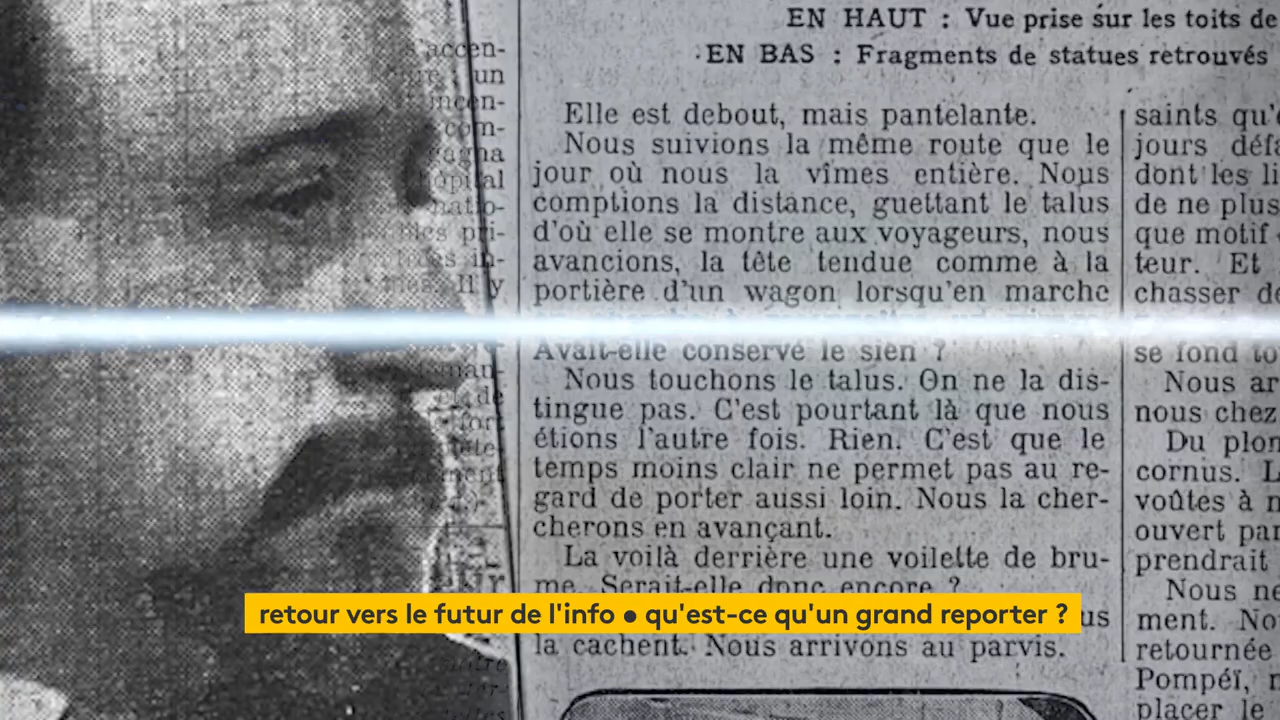 EN HAUT : Vue prise sur les toits de
EN BAS : Fragments de statues retrouvés
Elle est debout, mais pantelante.
Nous suivions la même route que le
jour où nous la vîmes entière. Nous
comptions la distance, guettant le talus
d'où elle se montre aux voyageurs, nous
avancions, la tête tendue comme à la
portière d'un wagon lorsqu'en marche
Avait-elle conservé le sien ?
Nous touchons le talus. On ne la dis-
tingue pas. C'est pourtant là que nous
étions l'autre fois. Rien. C'est que le
temps moins clair ne permet pas au re-
gard de porter aussi loin. Nous la cher-
cherons en avançant.
La voilà derrière une voilette de bru-
me. Serait-elle donc encore ?
la cachent. Nous arrivons au parvis.
saints qu'
jours défa
dont les li
de ne plus
que motif
teur. Et
chasser de
se fond to
Nous ar
nous chez
Du plon
cornus. L
voûtes à n
ouvert par
prendrait
Nous ne
ment. No
retournée
Pompéï, n
placer le
retour vers le futur de l'info • qu'est-ce qu'un grand reporter ?